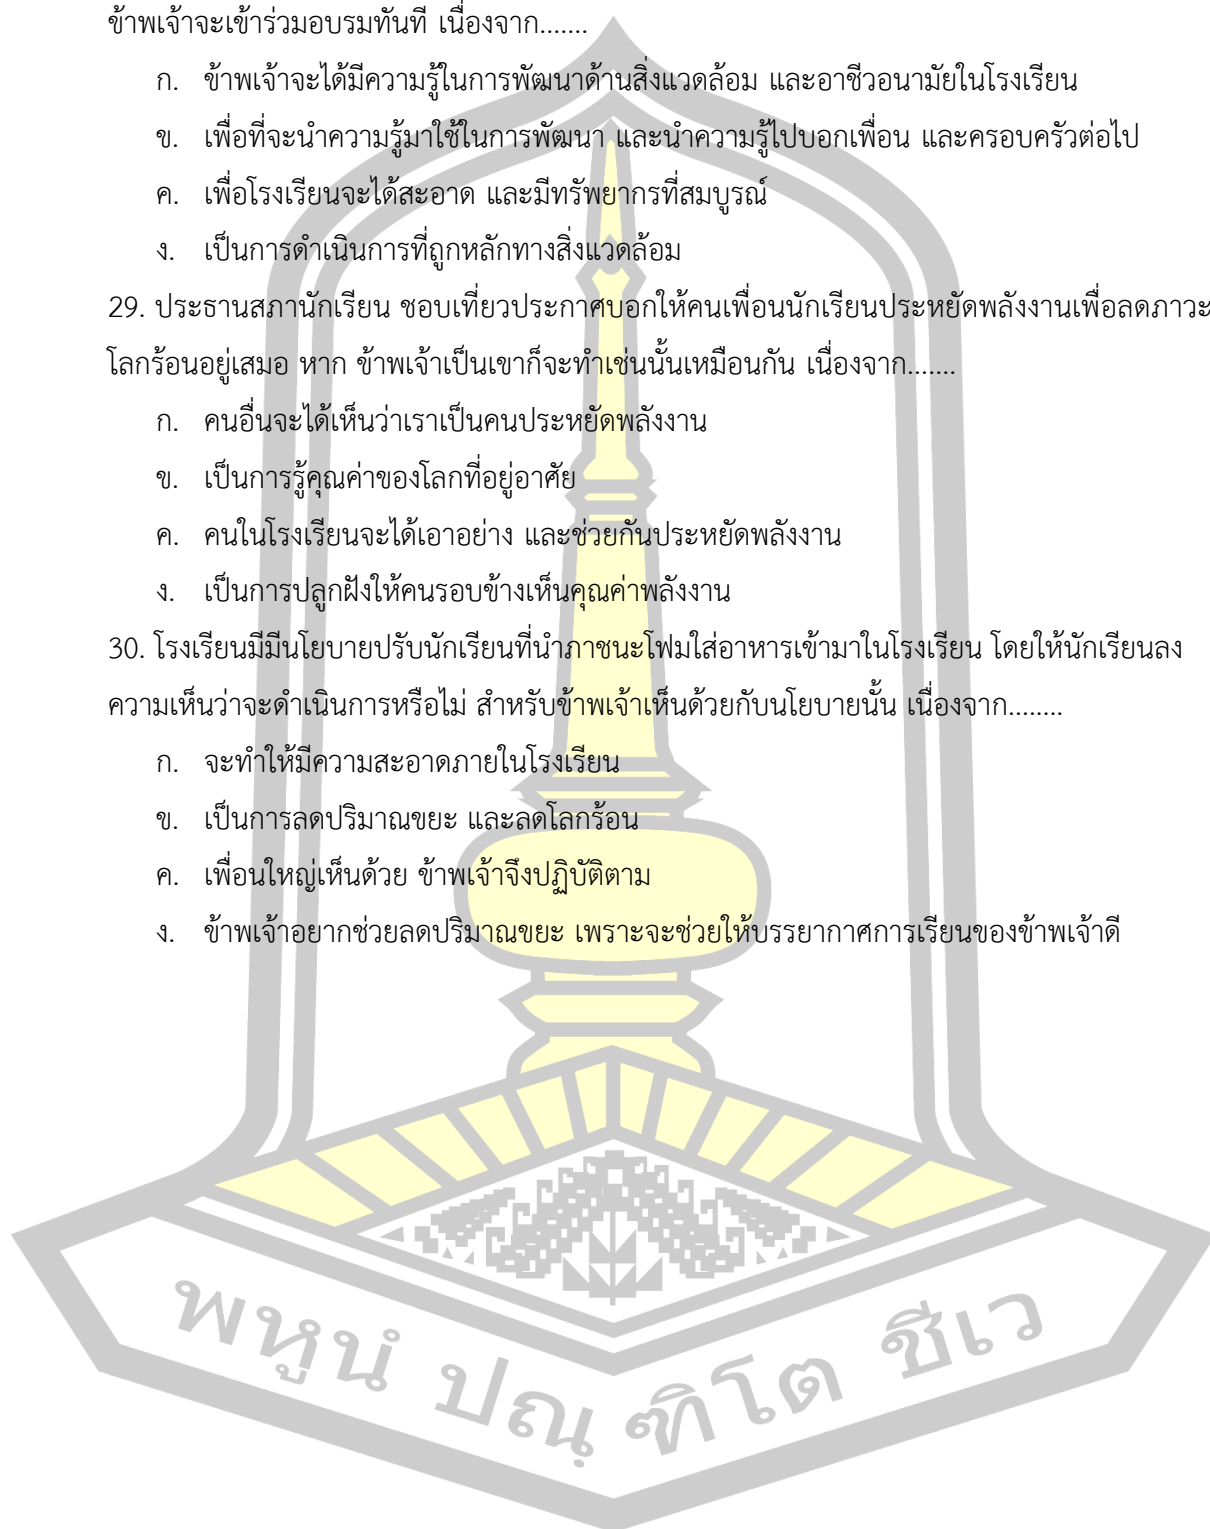 ข้าพเจ้าจะเข้าร่วมอบรมทันที เนื่องจาก.......
ก. ข้าพเจ้าจะได้มีความรู้ในการพัฒนาด้านสิ่งแวดล้อม และอาชีวอนามัยในโรงเรียน
ข. เพื่อที่จะนำความรู้มาใช้ในการพัฒนา และนำความรู้ไปบอกเพื่อน และครอบครัวต่อไป
ค. เพื่อโรงเรียนจะได้สะอาด และมีทรัพยากรที่สมบูรณ์
ง. เป็นการดำเนินการที่ถูกหลักทางสิ่งแวดล้อม
29. ประธานสภานักเรียน ชอบเที่ยวประกาศบอกให้คนเพื่อนนักเรียนประหยัดพลังงานเพื่อลดภาวะ
โลกร้อนอยู่เสมอ หาก ข้าพเจ้าเป็นเขาก็จะทำเช่นนั้นเหมือนกัน เนื่องจาก.......
ก. คนอื่นจะได้เห็นว่าเราเป็นคนประหยัดพลังงาน
ข. เป็นการรู้คุณค่าของโลกที่อยู่อาศัย
ค. คนในโรงเรียนจะได้เอาอย่าง และช่วยกันประหยัดพลังงาน
ง. เป็นการปลูกฝังให้คนรอบข้างเห็นคุณค่าพลังงาน
30. โรงเรียนมีมีนโยบายปรับนักเรียนที่นำภาชนะโฟมใส่อาหารเข้ามาในโรงเรียน โดยให้นักเรียนลง
ความเห็นว่าจะดำเนินการหรือไม่ สำหรับข้าพเจ้าเห็นด้วยกับนโยบายนั้น เนื่องจาก........
ก. จะทำให้มีความสะอาดภายในโรงเรียน
ข. เป็นการลดปริมาณขยะ และลดโลกร้อน
ค. เพื่อนใหญ่เห็นด้วย ข้าพเจ้าจึงปฏิบัติตาม
ง. ข้าพเจ้าอยากช่วยลดปริมาณขยะ เพราะจะช่วยให้บรรยากาศการเรียนของข้าพเจ้าดี
พหูนํ ปณฺฑิโต ชีเว